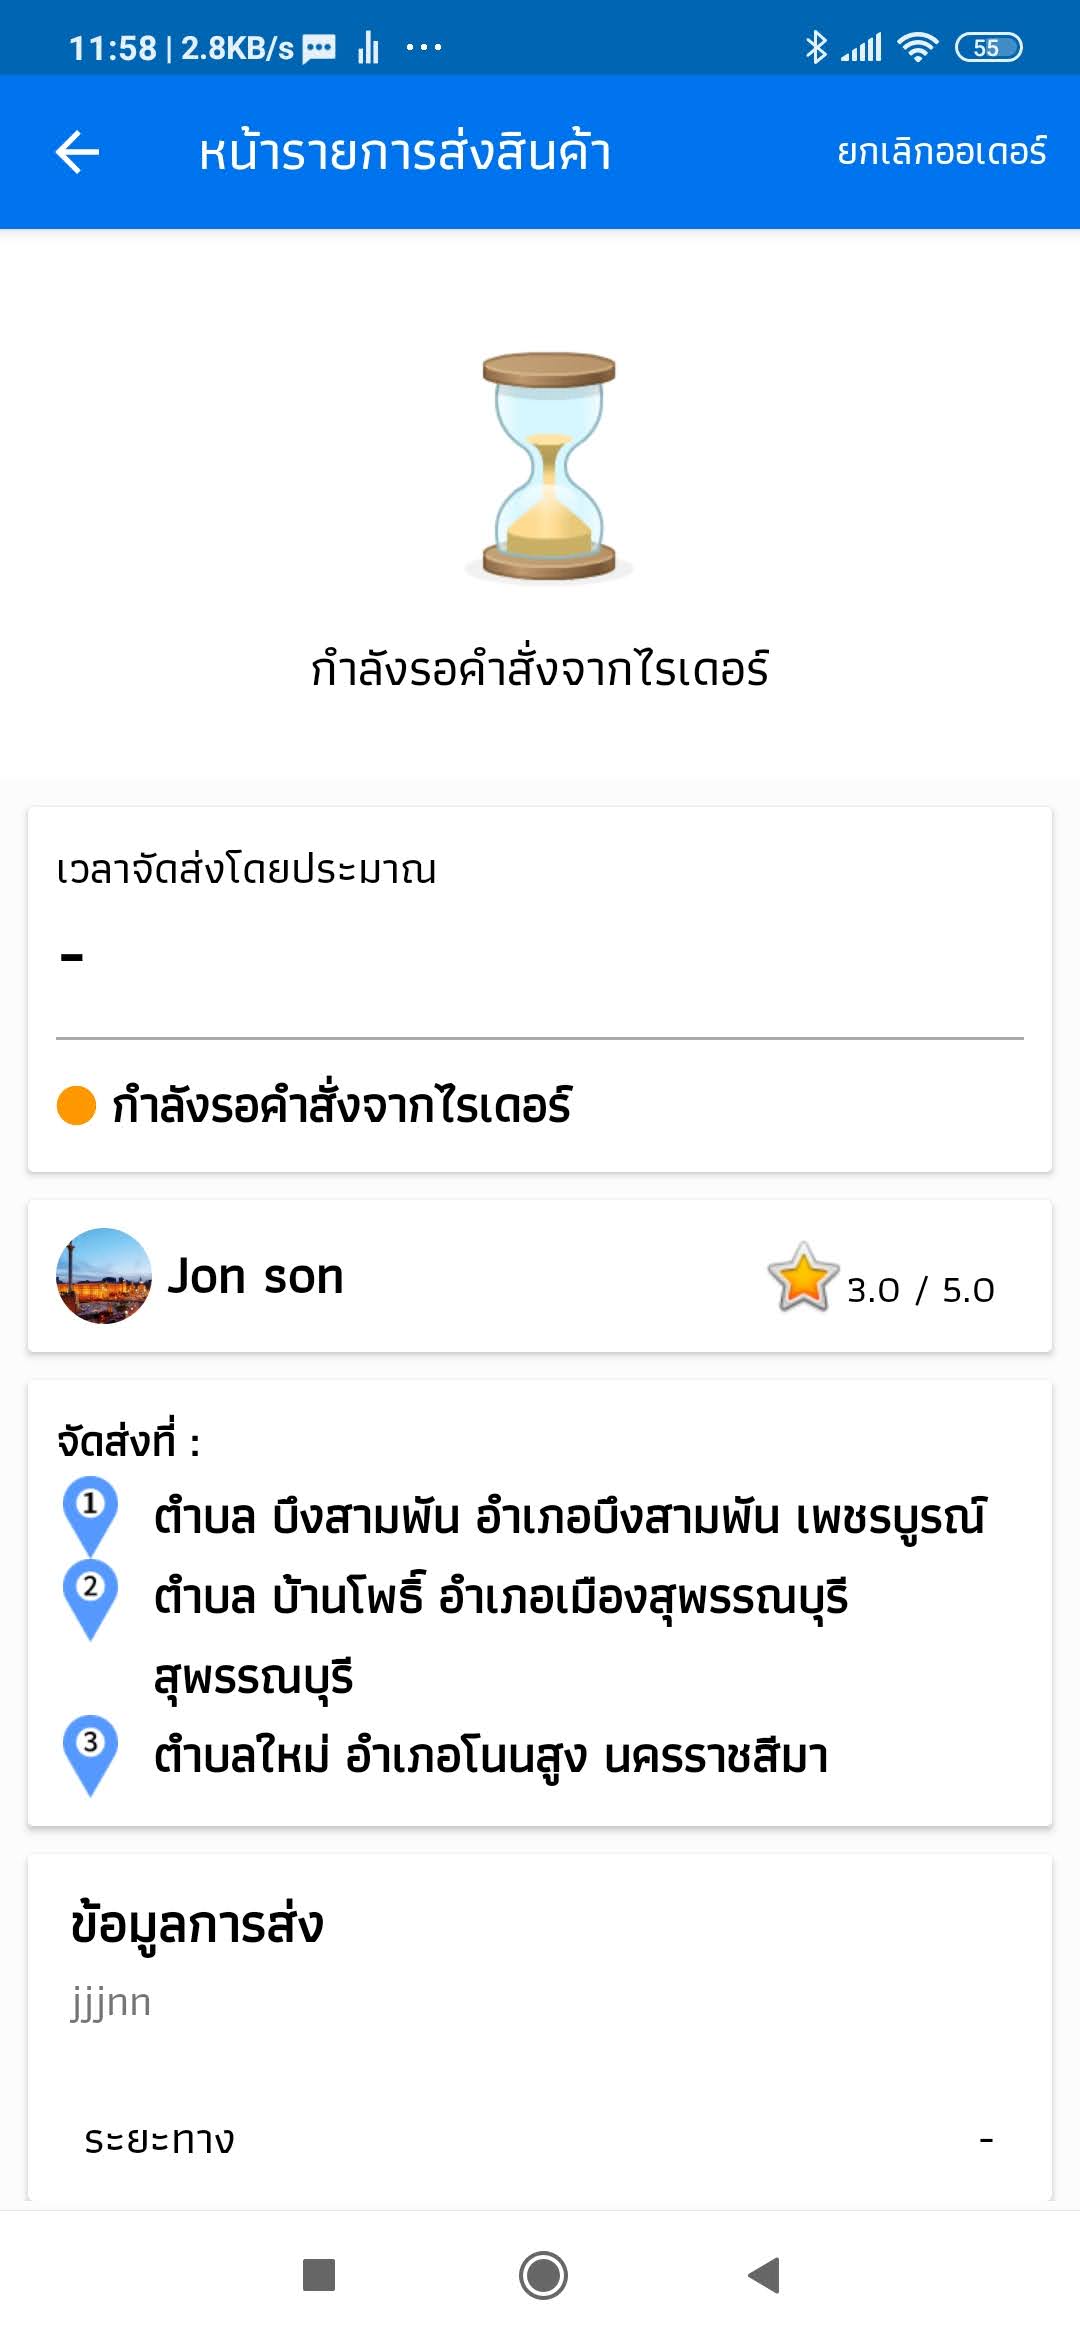 11:58 | 2.8KB/s
55
หน้ารายการส่งสินค้า
ยกเลิกออเดอร์
กำลังรอคำสั่งจากไรเดอร์
เวลาจัดส่งโดยประมาณ
-
กำลังรอคำสั่งจากไรเดอร์
Jon son
3.0 / 5.0
จัดส่งที่ :
1 ตำบล บึงสามพัน อำเภอบึงสามพัน เพชรบูรณ์
2 ตำบล บ้านโพธิ์ อำเภอเมืองสุพรรณบุรี
สุพรรณบุรี
3 ตำบลใหม่ อำเภอโนนสูง นครราชสีมา
ข้อมูลการส่ง
jjjnn
ระยะทาง -